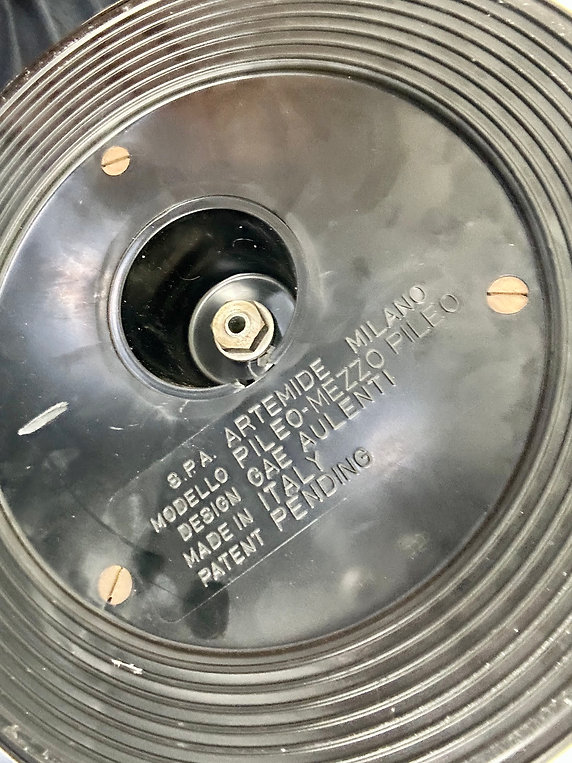 S.P.A. ARTEMIDE MILANO
MODELLO PILEO-MEZZO PILEO
DESIGN GAE AULENTI
MADE IN ITALY
PATENT PENDING